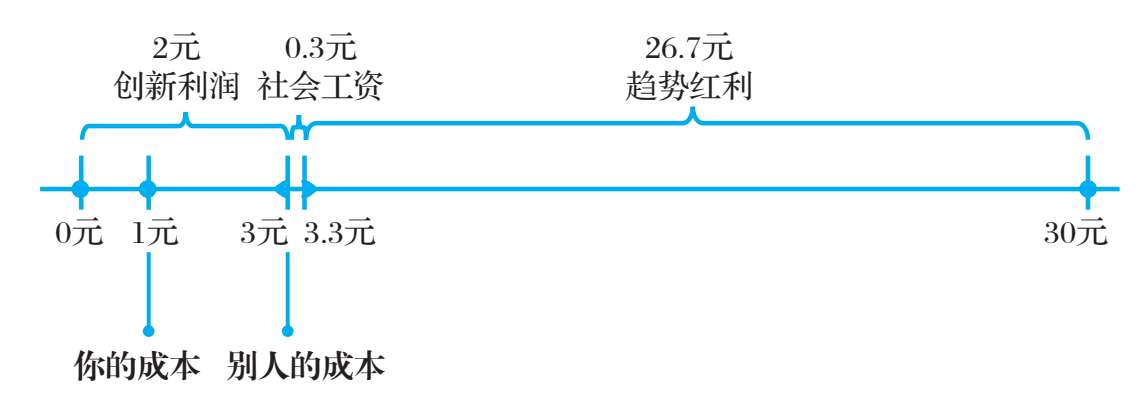 2元
创新利润
0.3元
社会工资
26.7元
趋势红利
0元
1元
3元
3.3元
30元
你的成本
别人的成本